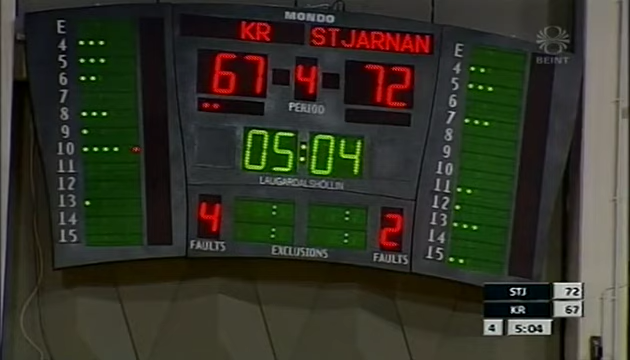 MONDO
KR STJARNAN
67 4 72
PERIOD
05:04
LAUGARDALSHÖLLIN
4 2
FAULTS EXCLUSIONS FAULTS
E
4
5
6
7
8
9
10
11
12
13
14
15
E
4
5
6
7
8
9
10
11
12
13
14
15
BEINT
STJ 72
KR 67
4 5:04